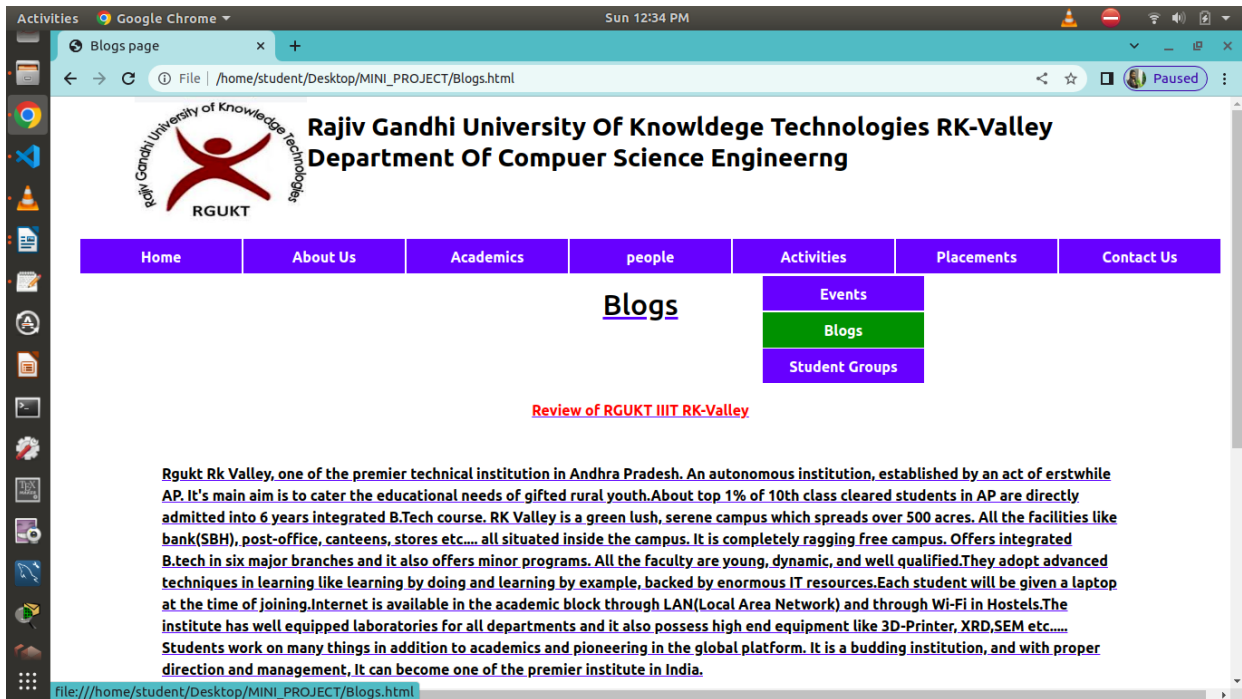 Activities Google Chrome Sun 12:34 PM
Blogs page
File /home/student/Desktop/MINI_PROJECT/Blogs.html Paused
Rajiv Gandhi University of Knowledge Technologies
RGUKT
Rajiv Gandhi University Of Knowldege Technologies RK-Valley
Department Of Compuer Science Engineerng
Home About Us Academics people Activities Placements Contact Us
Events
Blogs
Blogs
Student Groups
Review of RGUKT IIIT RK-Valley
Rgukt Rk Valley, one of the premier technical institution in Andhra Pradesh. An autonomous institution, established by an act of erstwhile
AP. It's main aim is to cater the educational needs of gifted rural youth.About top 1% of 10th class cleared students in AP are directly
admitted into 6 years integrated B.Tech course. RK Valley is a green lush, serene campus which spreads over 500 acres. All the facilities like
bank(SBH), post-office, canteens, stores etc.... all situated inside the campus. It is completely ragging free campus. Offers integrated
B.tech in six major branches and it also offers minor programs. All the faculty are young, dynamic, and well qualified.They adopt advanced
techniques in learning like learning by doing and learning by example, backed by enormous IT resources.Each student will be given a laptop
at the time of joining.Internet is available in the academic block through LAN(Local Area Network) and through Wi-Fi in Hostels.The
institute has well equipped laboratories for all departments and it also possess high end equipment like 3D-Printer, XRD,SEM etc.....
Students work on many things in addition to academics and pioneering in the global platform. It is a budding institution, and with proper
direction and management, It can become one of the premier institute in India.
file:///home/student/Desktop/MINI_PROJECT/Blogs.html